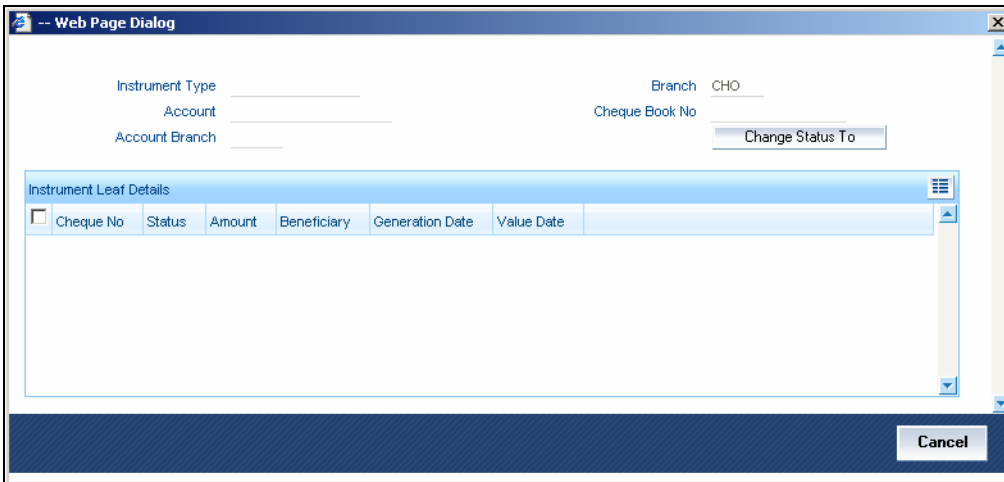 -- Web Page Dialog
Instrument Type
Branch CHO
Account
Cheque Book No
Account Branch
Change Status To
Instrument Leaf Details
Cheque No Status Amount Beneficiary Generation Date Value Date
Cancel